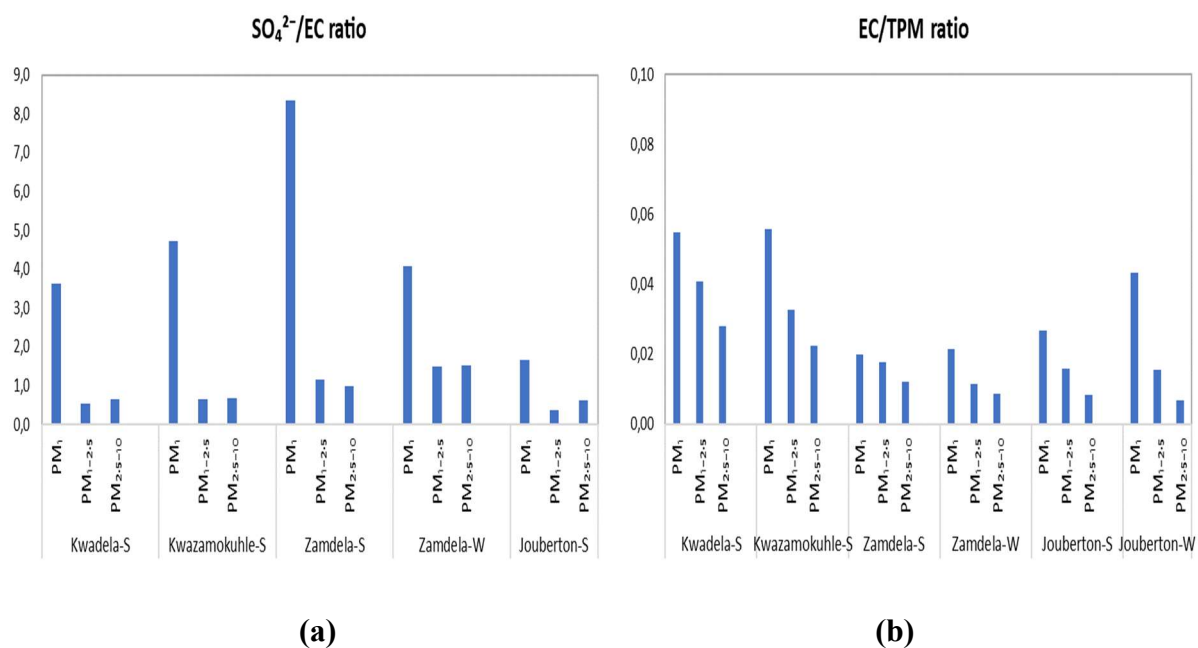 SO₄²⁻/EC ratio
9,0
8,0
7,0
6,0
5,0
4,0
3,0
2,0
1,0
0,0
PM₁
PM₁₋₂.₅
PM₂.₅₋₁₀
PM₁
PM₁₋₂.₅
PM₂.₅₋₁₀
PM₁
PM₁₋₂.₅
PM₂.₅₋₁₀
PM₁
PM₁₋₂.₅
PM₂.₅₋₁₀
PM₁
PM₁₋₂.₅
PM₂.₅₋₁₀
Kwadela-S Kwazamokuhle-S Zamdela-S Zamdela-W Jouberton-S
(a)
EC/TPM ratio
0,10
0,08
0,06
0,04
0,02
0,00
PM₁
PM₁₋₂.₅
PM₂.₅₋₁₀
PM₁
PM₁₋₂.₅
PM₂.₅₋₁₀
PM₁
PM₁₋₂.₅
PM₂.₅₋₁₀
PM₁
PM₁₋₂.₅
PM₂.₅₋₁₀
PM₁
PM₁₋₂.₅
PM₂.₅₋₁₀
PM₁
PM₁₋₂.₅
PM₂.₅₋₁₀
Kwadela-S Kwazamokuhle-S Zamdela-S Zamdela-W Jouberton-S Jouberton-W
(b)